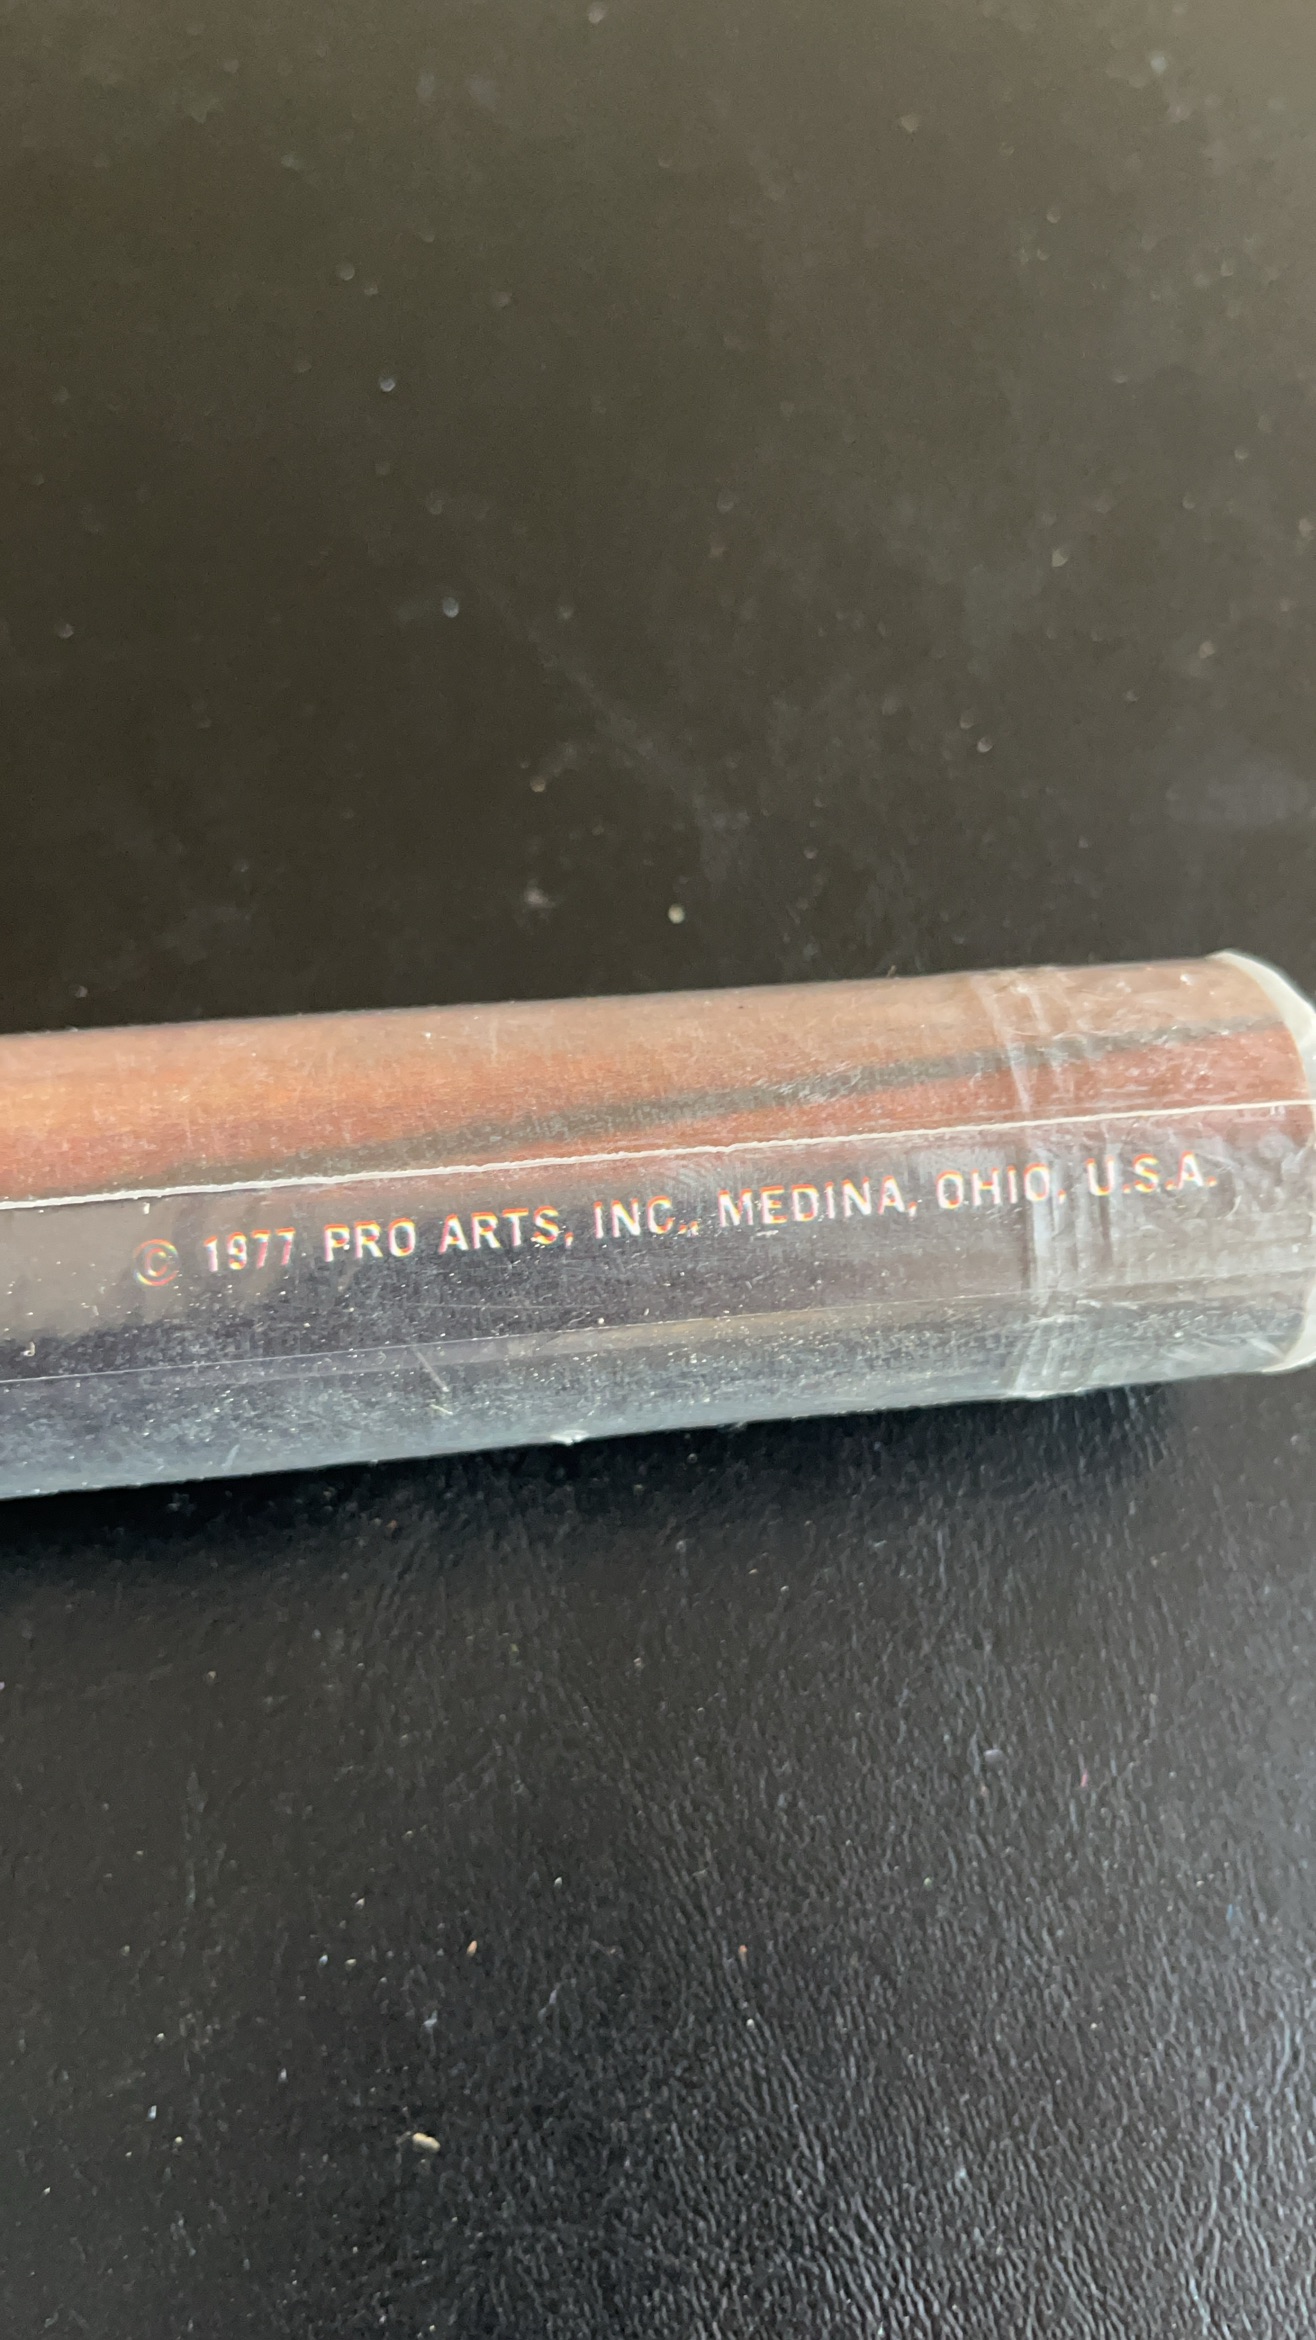 © 1977 PRO ARTS, INC., MEDINA, OHIO, U.S.A.